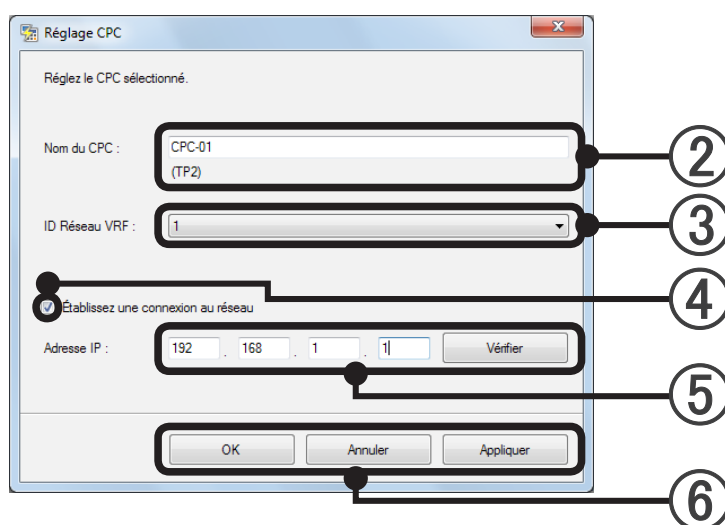 Réglage CPC
Réglez le CPC sélectionné.
Nom du CPC : CPC-01
(TP2)
②
ID Réseau VRF : 1
③
④
Établissez une connexion au réseau
Adresse IP : 192 . 168 . 1 . 1 Vérifier
⑤
OK Annuler Appliquer
⑥